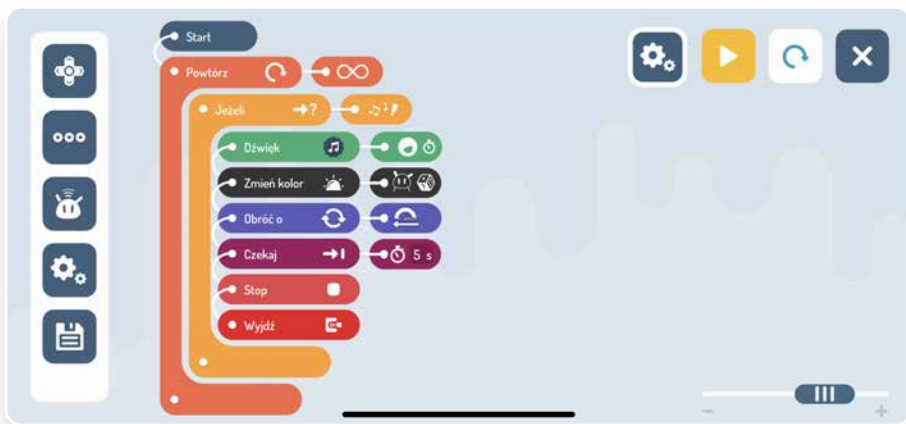 Start
Powtórz
Jeżeli
Dźwięk
Zmień kolor
Obróć o
Czekaj 5 s
Stop
Wyjdź